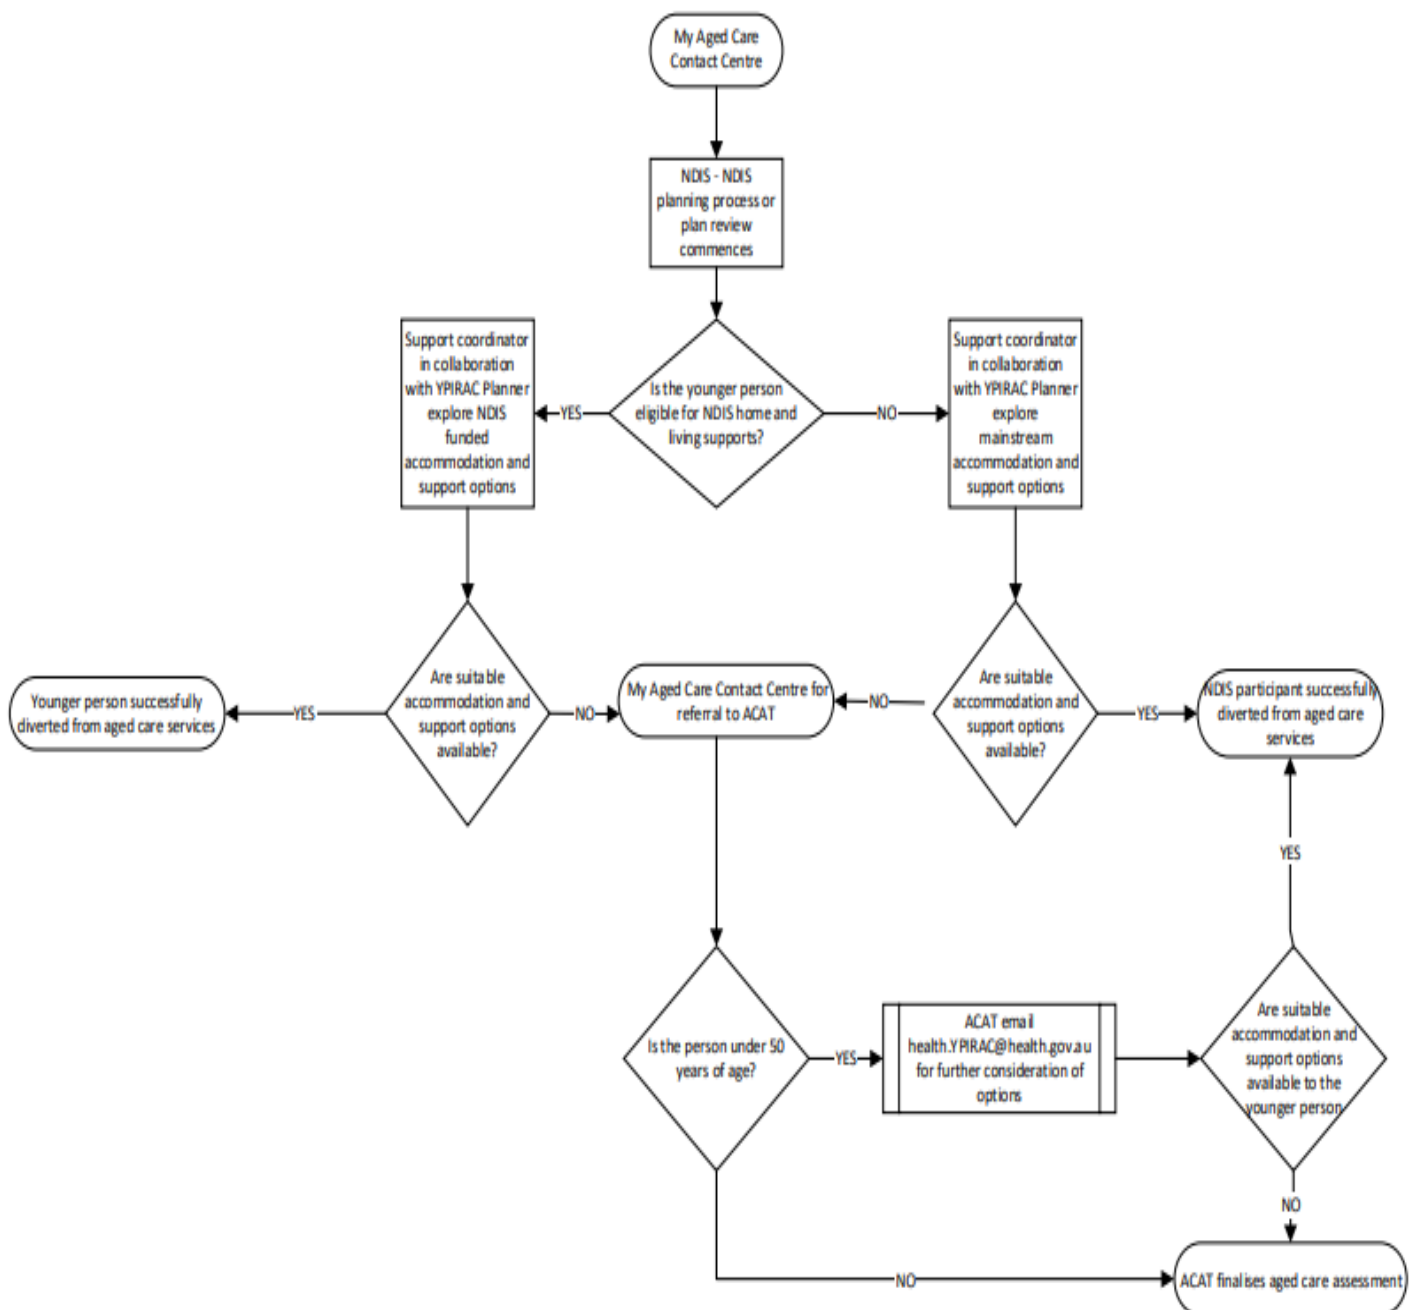 My Aged Care
Contact Centre
NDIS - NDIS
planning process or
plan review
commences
Support coordinator
in collaboration
with YPIRAC Planner
explore NDIS
funded
accommodation and
support options
YES
Is the younger person
eligible for NDIS home and
living supports?
NO
Support coordinator
in collaboration
with YPIRAC Planner
explore
mainstream
accommodation and
support options
Younger person successfully
diverted from aged care services
YES
Are suitable
accommodation and
support options
available?
NO
My Aged Care Contact Centre for
referral to ACAT
NO
Are suitable
accommodation and
support options
available?
YES
NDIS participant successfully
diverted from aged care
services
YES
Is the person under 50
years of age?
YES
ACAT email
health.YPIRAC@health.gov.au
for further consideration of
options
Are suitable
accommodation and
support options
available to the
younger person
NO
NO
ACAT finalises aged care assessment